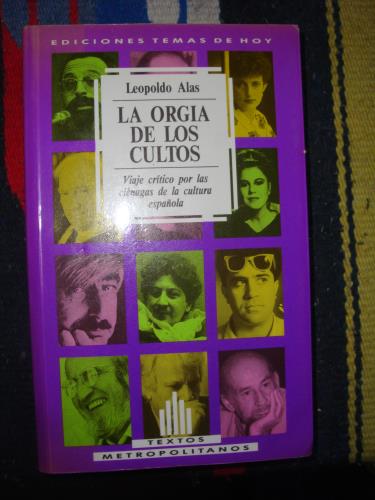 EDICIONES TEMAS DE HOY
Leopoldo Alas
LA ORGIA
DE LOS
CULTOS
Viaje crítico por las
ciénagas de la cultura
española
TEXTOS
METROPOLITANOS